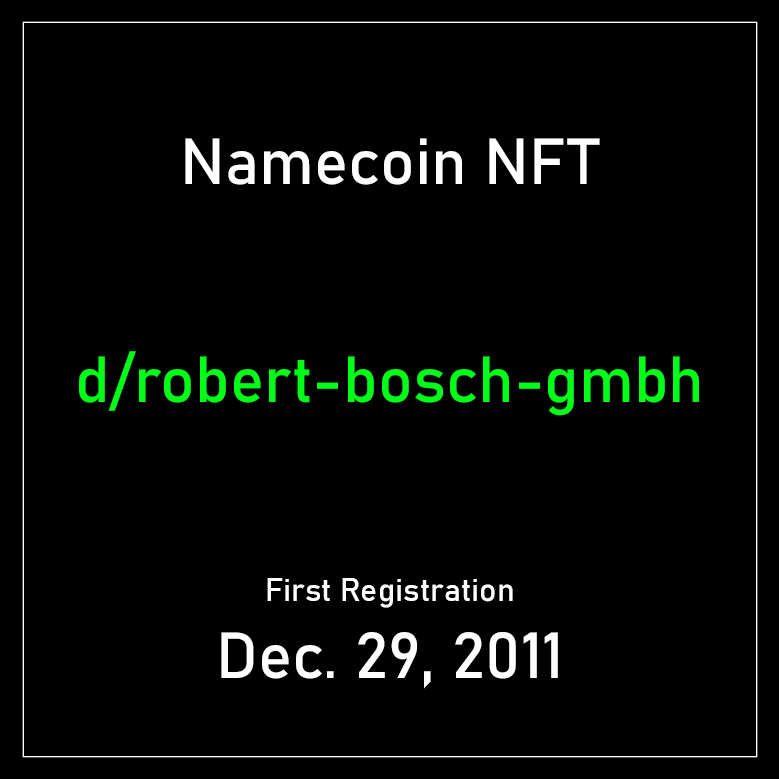 Namecoin NFT
d/robert-bosch-gmbh
First Registration
Dec. 29, 2011